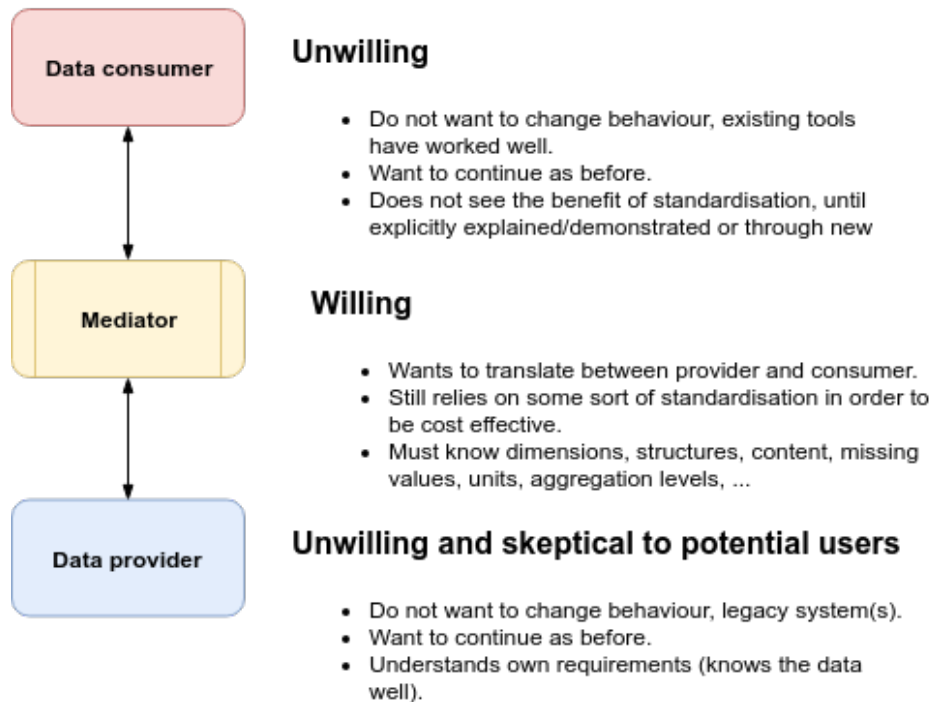 Data consumer
Unwilling
• Do not want to change behaviour, existing tools
have worked well.
• Want to continue as before.
• Does not see the benefit of standardisation, until
explicitly explained/demonstrated or through new
Mediator
Willing
• Wants to translate between provider and consumer.
• Still relies on some sort of standardisation in order to
be cost effective.
• Must know dimensions, structures, content, missing
values, units, aggregation levels, ...
Data provider
Unwilling and skeptical to potential users
• Do not want to change behaviour, legacy system(s).
• Want to continue as before.
• Understands own requirements (knows the data
well).